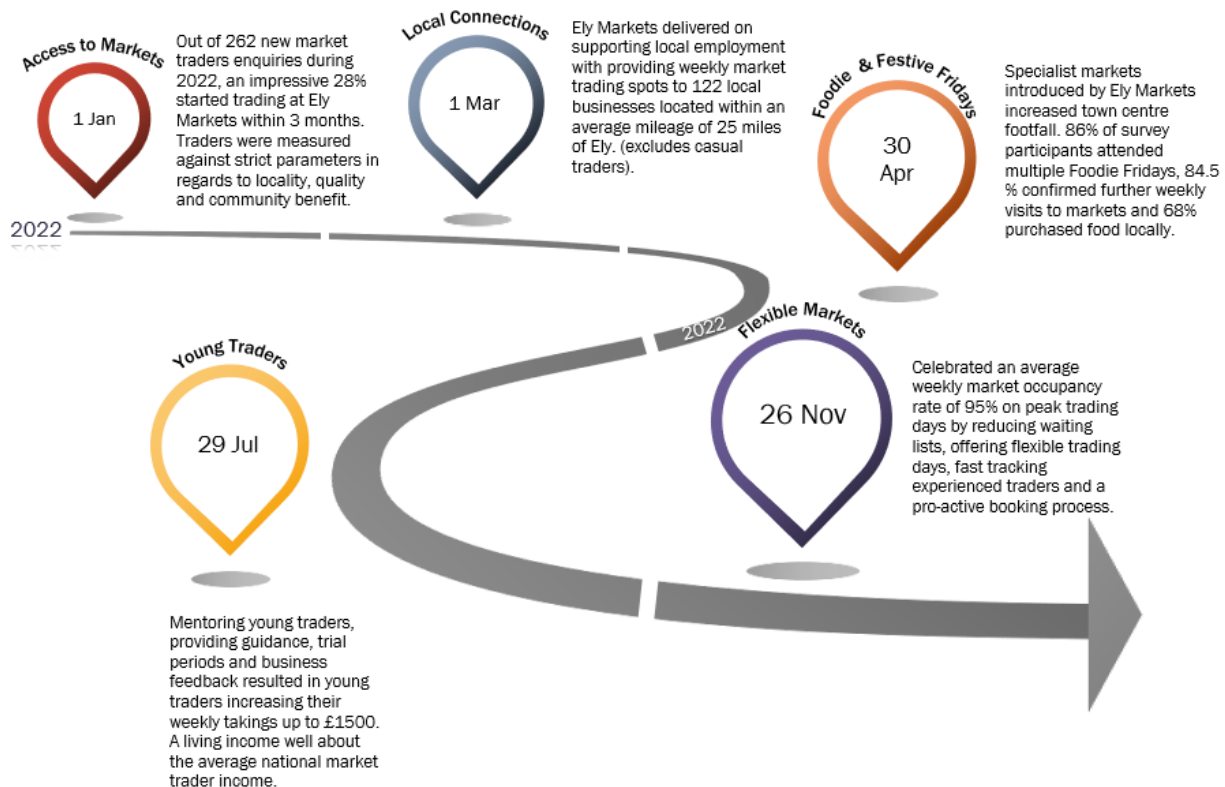 Access to Markets
1 Jan
Out of 262 new market
traders enquiries during
2022, an impressive 28%
started trading at Ely
Markets within 3 months.
Traders were measured
against strict parameters in
regards to locality, quality
and community benefit.
Local Connections
1 Mar
Ely Markets delivered on
supporting local employment
with providing weekly market
trading spots to 122 local
businesses located within an
average mileage of 25 miles
of Ely. (excludes casual
traders).
Foodie & Festive Fridays
30
Apr
Specialist markets
introduced by Ely Markets
increased town centre
footfall. 86% of survey
participants attended
multiple Foodie Fridays, 84.5
% confirmed further weekly
visits to markets and 68%
purchased food locally.
2022
2022
Young Traders
29 Jul
Mentoring young traders,
providing guidance, trial
periods and business
feedback resulted in young
traders increasing their
weekly takings up to £1500.
A living income well about
the average national market
trader income.
Flexible Markets
26 Nov
Celebrated an average
weekly market occupancy
rate of 95% on peak trading
days by reducing waiting
lists, offering flexible trading
days, fast tracking
experienced traders and a
pro-active booking process.